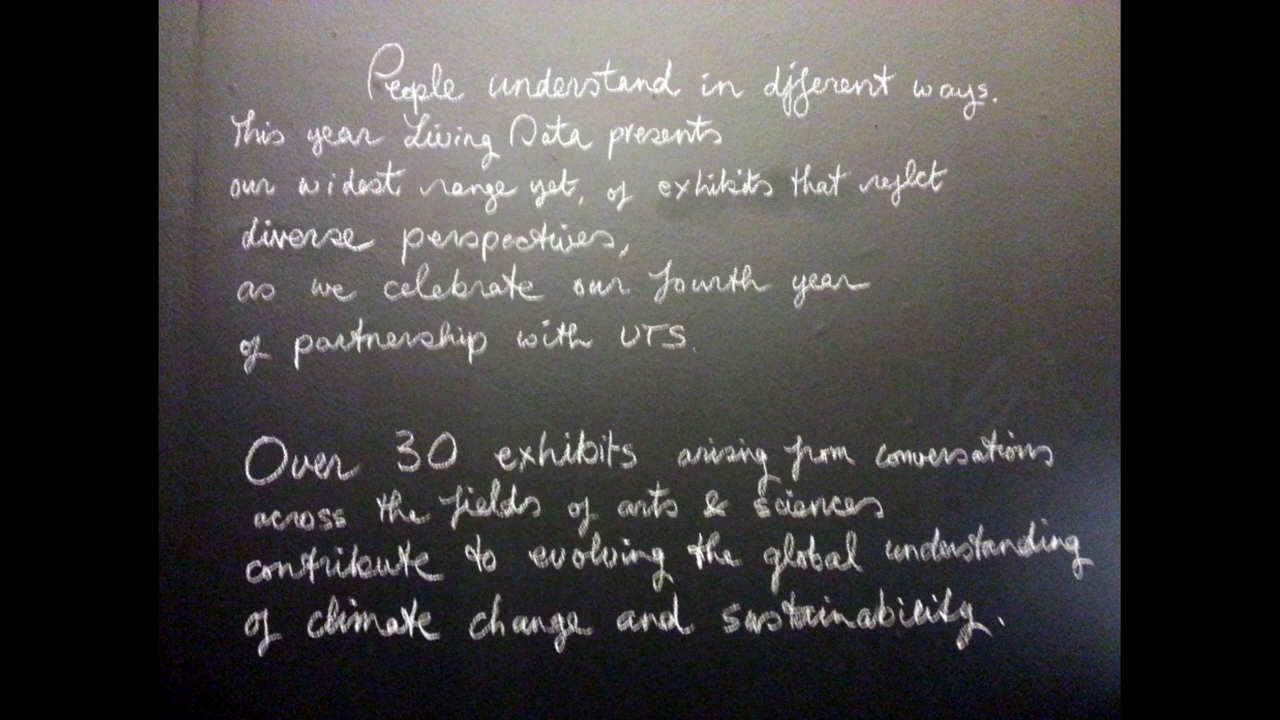 People understand in different ways.
This year Living Data presents
our widest range yet, of exhibits that reflect
diverse perspectives,
as we celebrate our fourth year
of partnership with UTS.
Over 30 exhibits arising from conversations
across the fields of arts & sciences
contribute to evolving the global understanding
of climate change and sustainability.